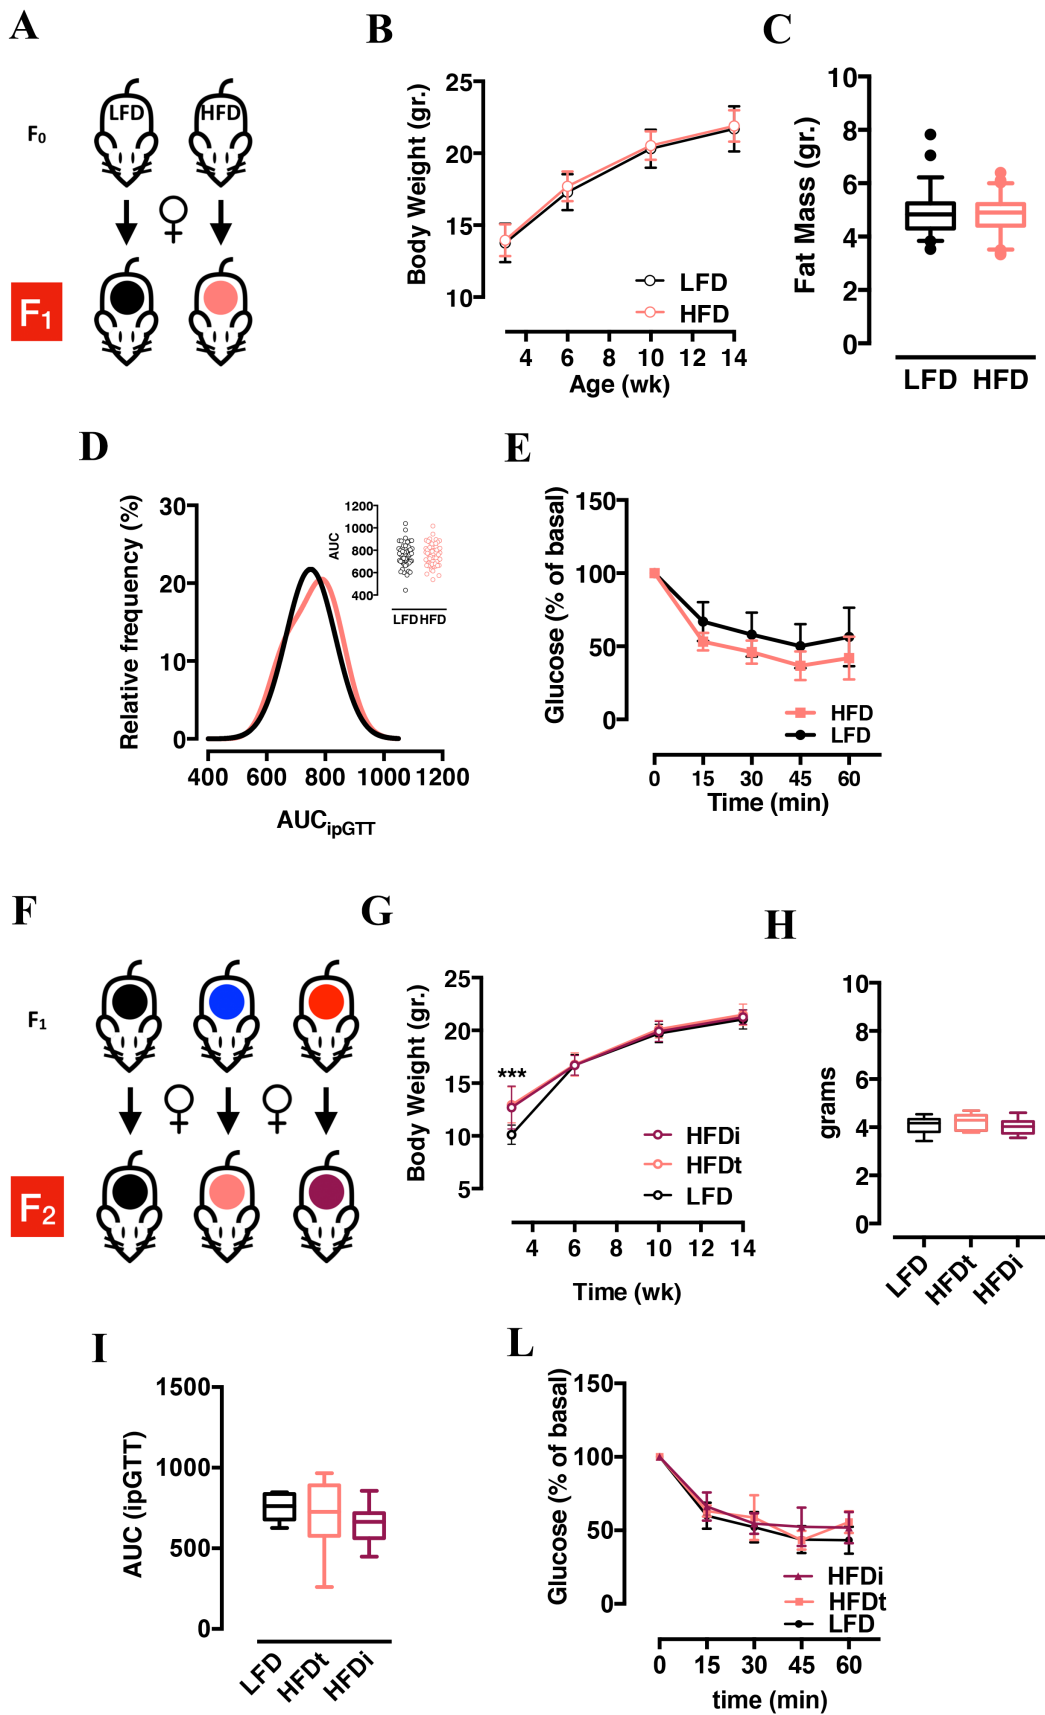 A
B
C
F0
LFD
HFD
F1
Body Weight (gr.)
25
20
15
10
LFD
HFD
4 6 8 10 12 14
Age (wk)
Fat Mass (gr.)
10
8
6
4
2
0
LFD HFD
D
E
Relative frequency (%)
30
20
10
0
400 600 800 1000 1200
AUCipGTT
AUC
1200
1000
800
600
400
LFD HFD
Glucose (% of basal)
150
100
50
0
HFD
LFD
0 15 30 45 60
Time (min)
F
G
H
F1
F2
Body Weight (gr.)
25
20
15
10
5
***
HFDi
HFDt
LFD
4 6 8 10 12 14
Time (wk)
grams
10
8
6
4
2
0
LFD HFDt HFDi
I
L
AUC (ipGTT)
1500
1000
500
0
LFD HFDt HFDi
Glucose (% of basal)
150
100
50
0
HFDi
HFDt
LFD
0 15 30 45 60
time (min)